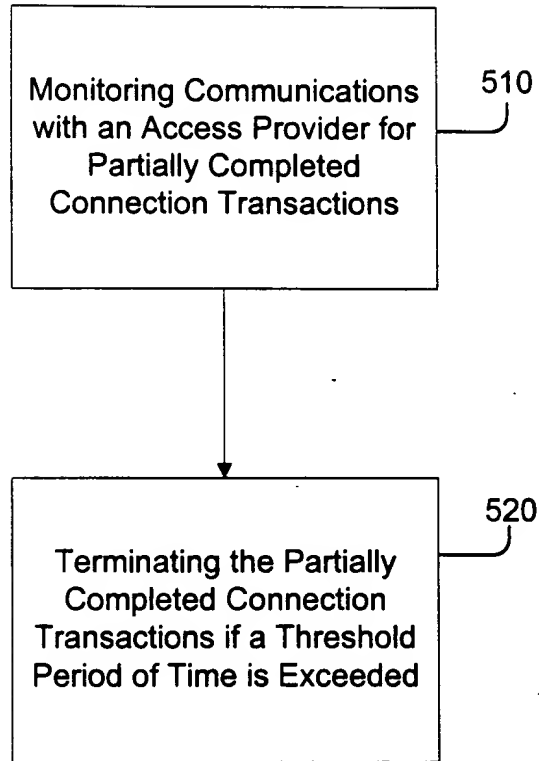 Monitoring Communications
with an Access Provider for
Partially Completed
Connection Transactions
510
Terminating the Partially
Completed Connection
Transactions if a Threshold
Period of Time is Exceeded
520